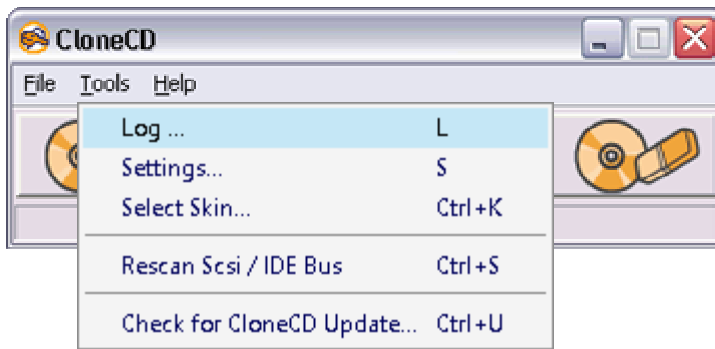 CloneCD
File Tools Help
Log ... L
Settings... S
Select Skin... Ctrl+K
Rescan Scsi / IDE Bus Ctrl+S
Check for CloneCD Update... Ctrl+U